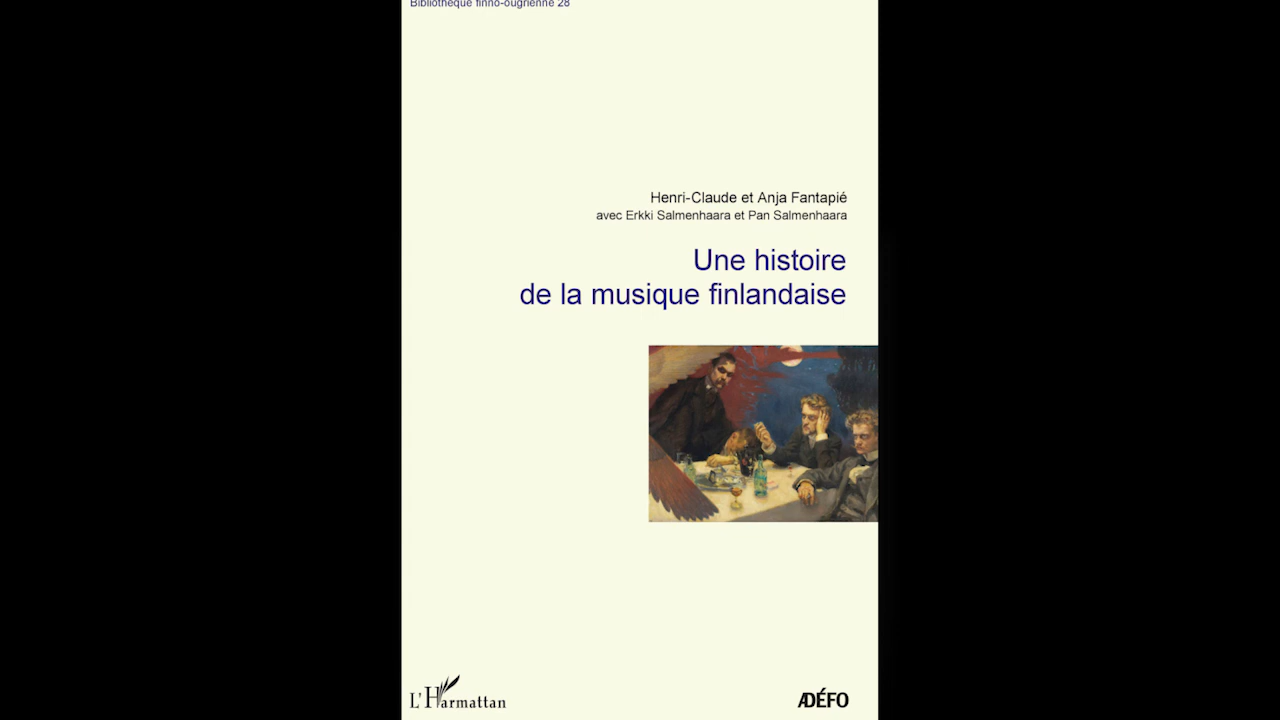 Bibliothèque finno-ougrienne 28
Henri-Claude et Anja Fantapié
avec Erkki Salmenhaara et Pan Salmenhaara
Une histoire
de la musique finlandaise
L'Harmattan
ADÉFO